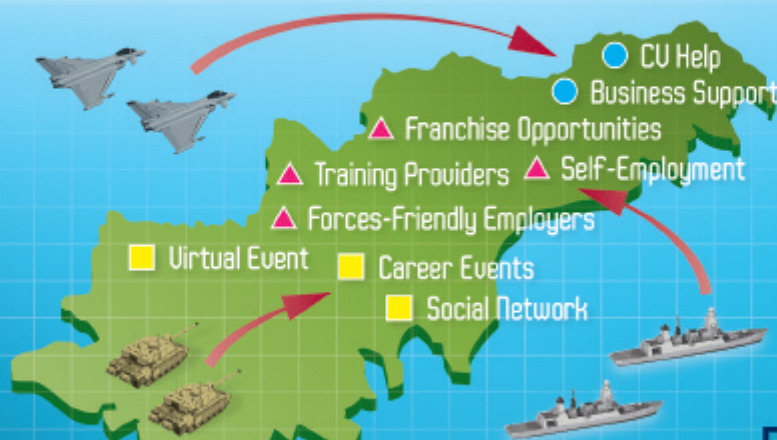 CV Help
Business Support
Franchise Opportunities
Training Providers
Self-Employment
Forces-Friendly Employers
Virtual Event
Career Events
Social Network